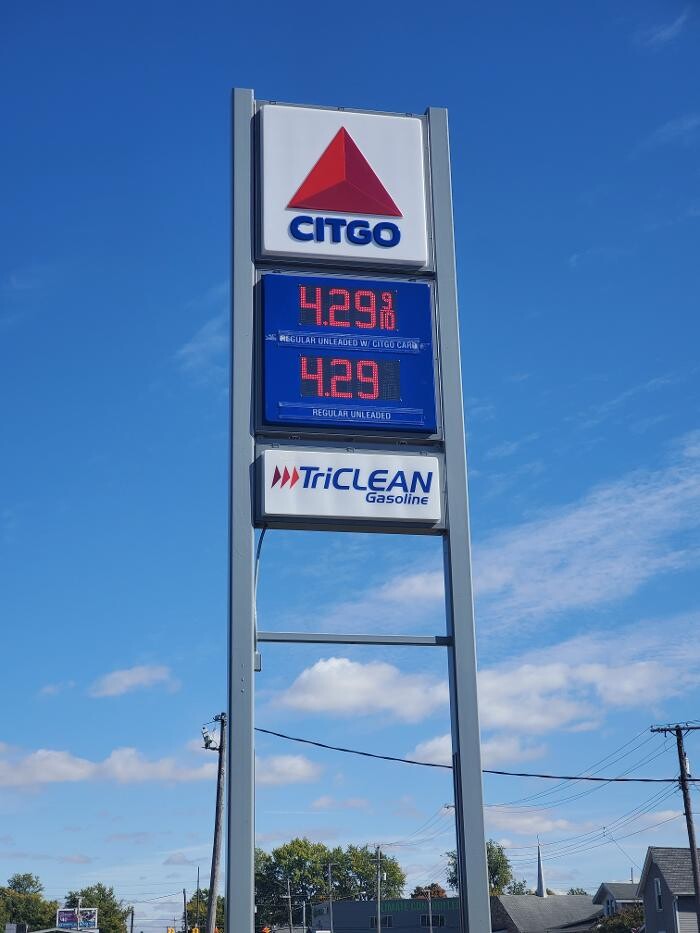 CITGO
4.29 9/10
REGULAR UNLEADED W/ CITGO CARD
4.29
REGULAR UNLEADED
TriCLEAN
Gasoline